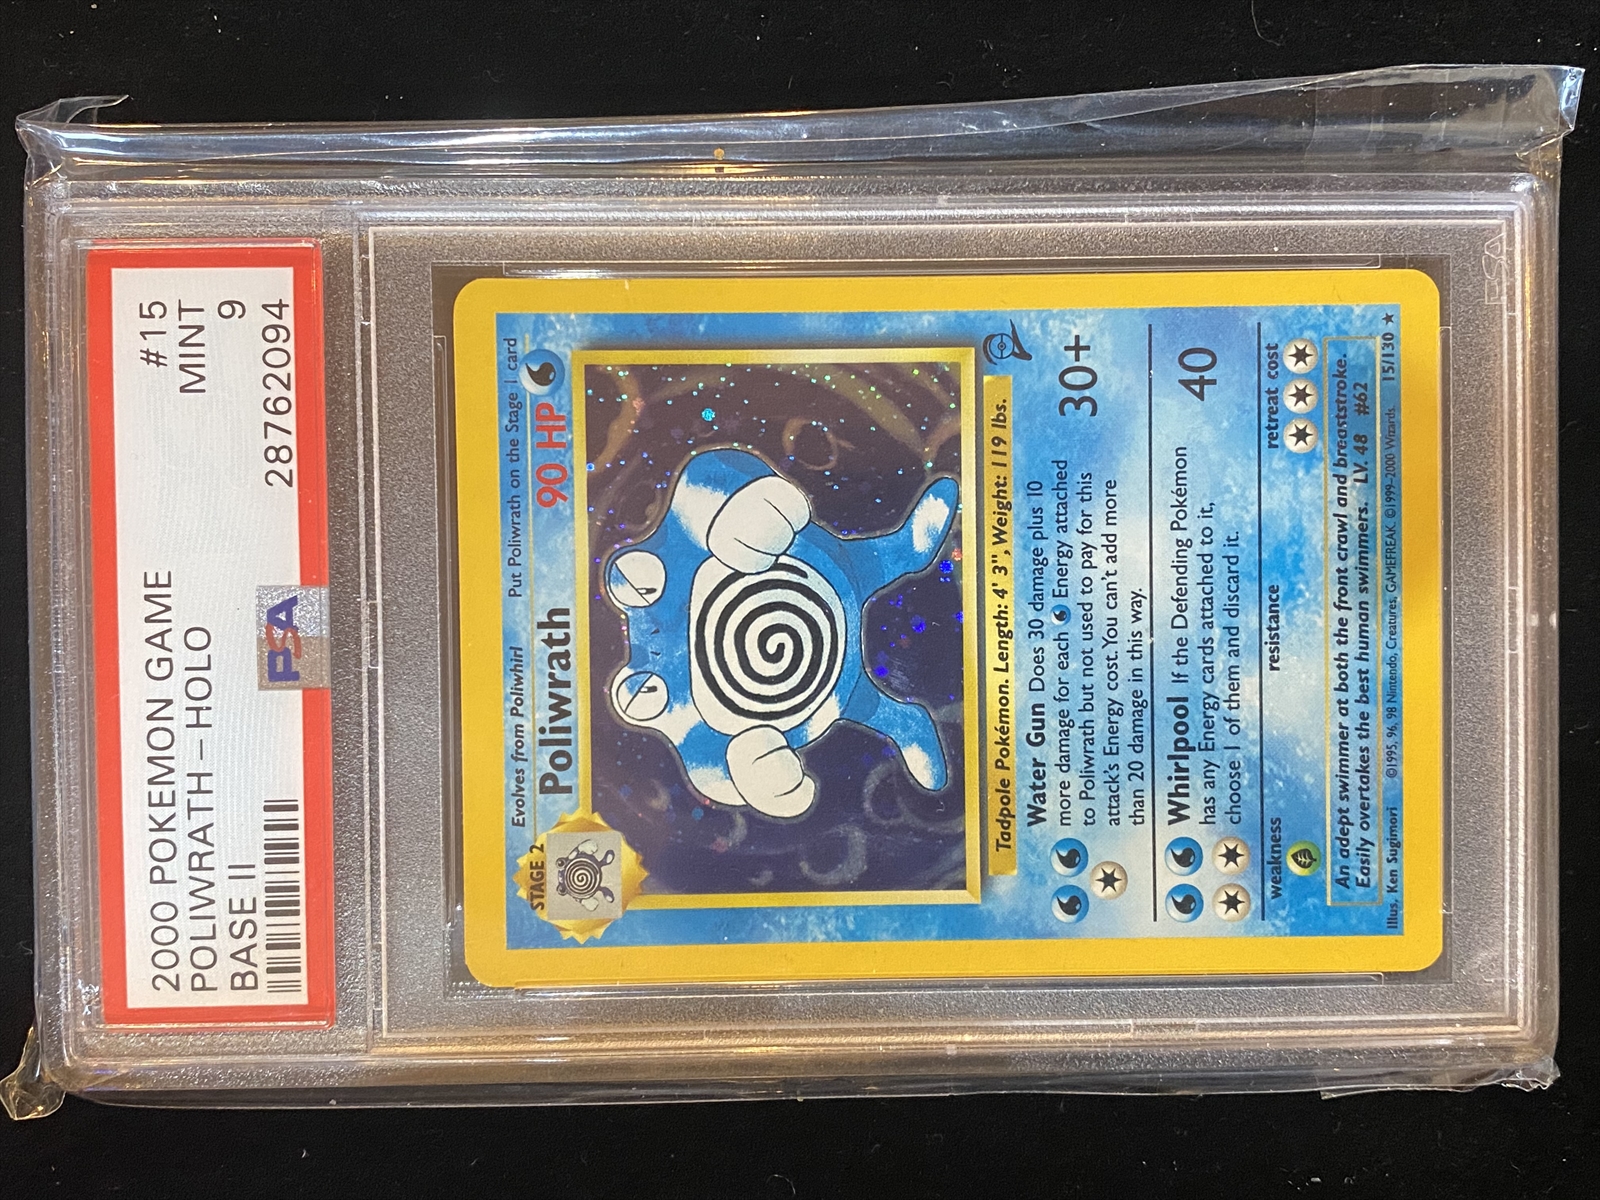 2000 POKEMON GAME #15
POLIWRATH-HOLO MINT
BASE II 9
28762094
PSA
Evolves from Poliwhirl Put Poliwrath on the Stage 1 card
STAGE 2
Poliwrath 90 HP
Tadpole Pokémon. Length: 4' 3", Weight: 119 lbs.
Water Gun Does 30 damage plus 10
more damage for each Energy attached
to Poliwrath but not used to pay for this
attack's Energy cost. You can't add more
than 20 damage in this way.
30+
Whirlpool If the Defending Pokémon
has any Energy cards attached to it,
choose 1 of them and discard it.
40
weakness resistance retreat cost
An adept swimmer at both the front crawl and breaststroke.
Easily overtakes the best human swimmers. LV. 48 #62
Illus. Ken Sugimori ©1995, 96, 98 Nintendo, Creatures, GAMEFREAK. ©1999-2000 Wizards. 15/130 ★
PSA